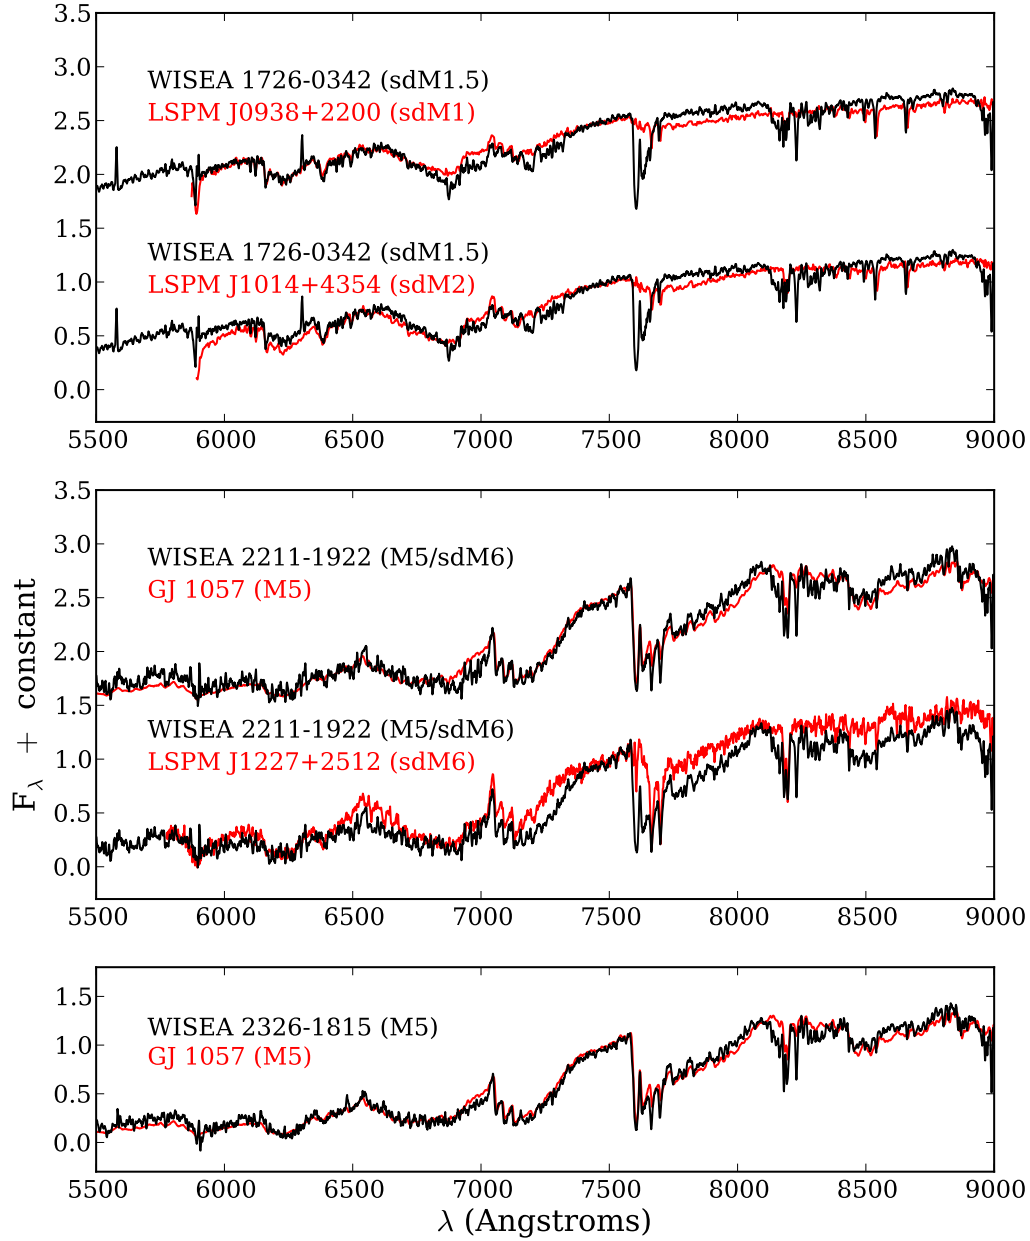 3.5
3.0
WISEA 1726-0342 (sdM1.5)
LSPM J0938+2200 (sdM1)
2.5
2.0
1.5
WISEA 1726-0342 (sdM1.5)
LSPM J1014+4354 (sdM2)
1.0
0.5
0.0
5500 6000 6500 7000 7500 8000 8500 9000
3.5
3.0
WISEA 2211-1922 (M5/sdM6)
GJ 1057 (M5)
2.5
2.0
1.5
WISEA 2211-1922 (M5/sdM6)
LSPM J1227+2512 (sdM6)
1.0
0.5
0.0
5500 6000 6500 7000 7500 8000 8500 9000
Fλ + constant
1.5
WISEA 2326-1815 (M5)
GJ 1057 (M5)
1.0
0.5
0.0
5500 6000 6500 7000 7500 8000 8500 9000
λ (Angstroms)